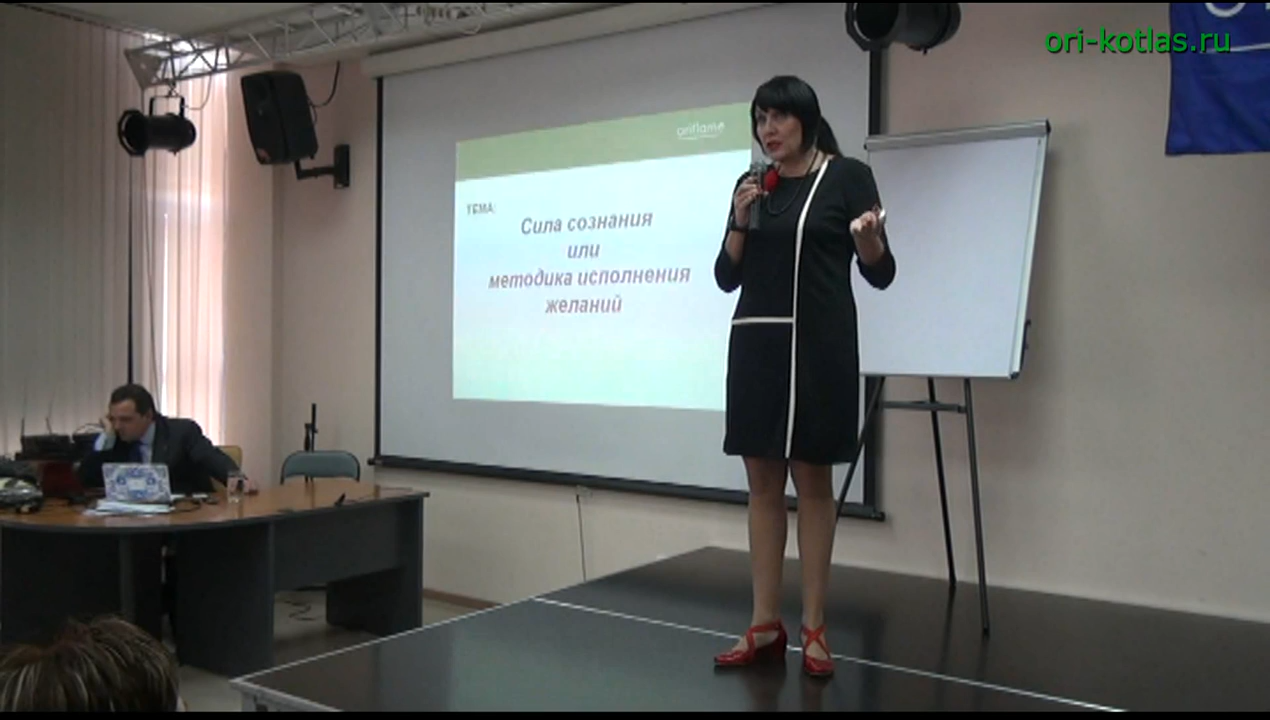 ori-kotlas.ru
oriflame
ТЕМА:
Сила сознания
или
методика исполнения
желаний